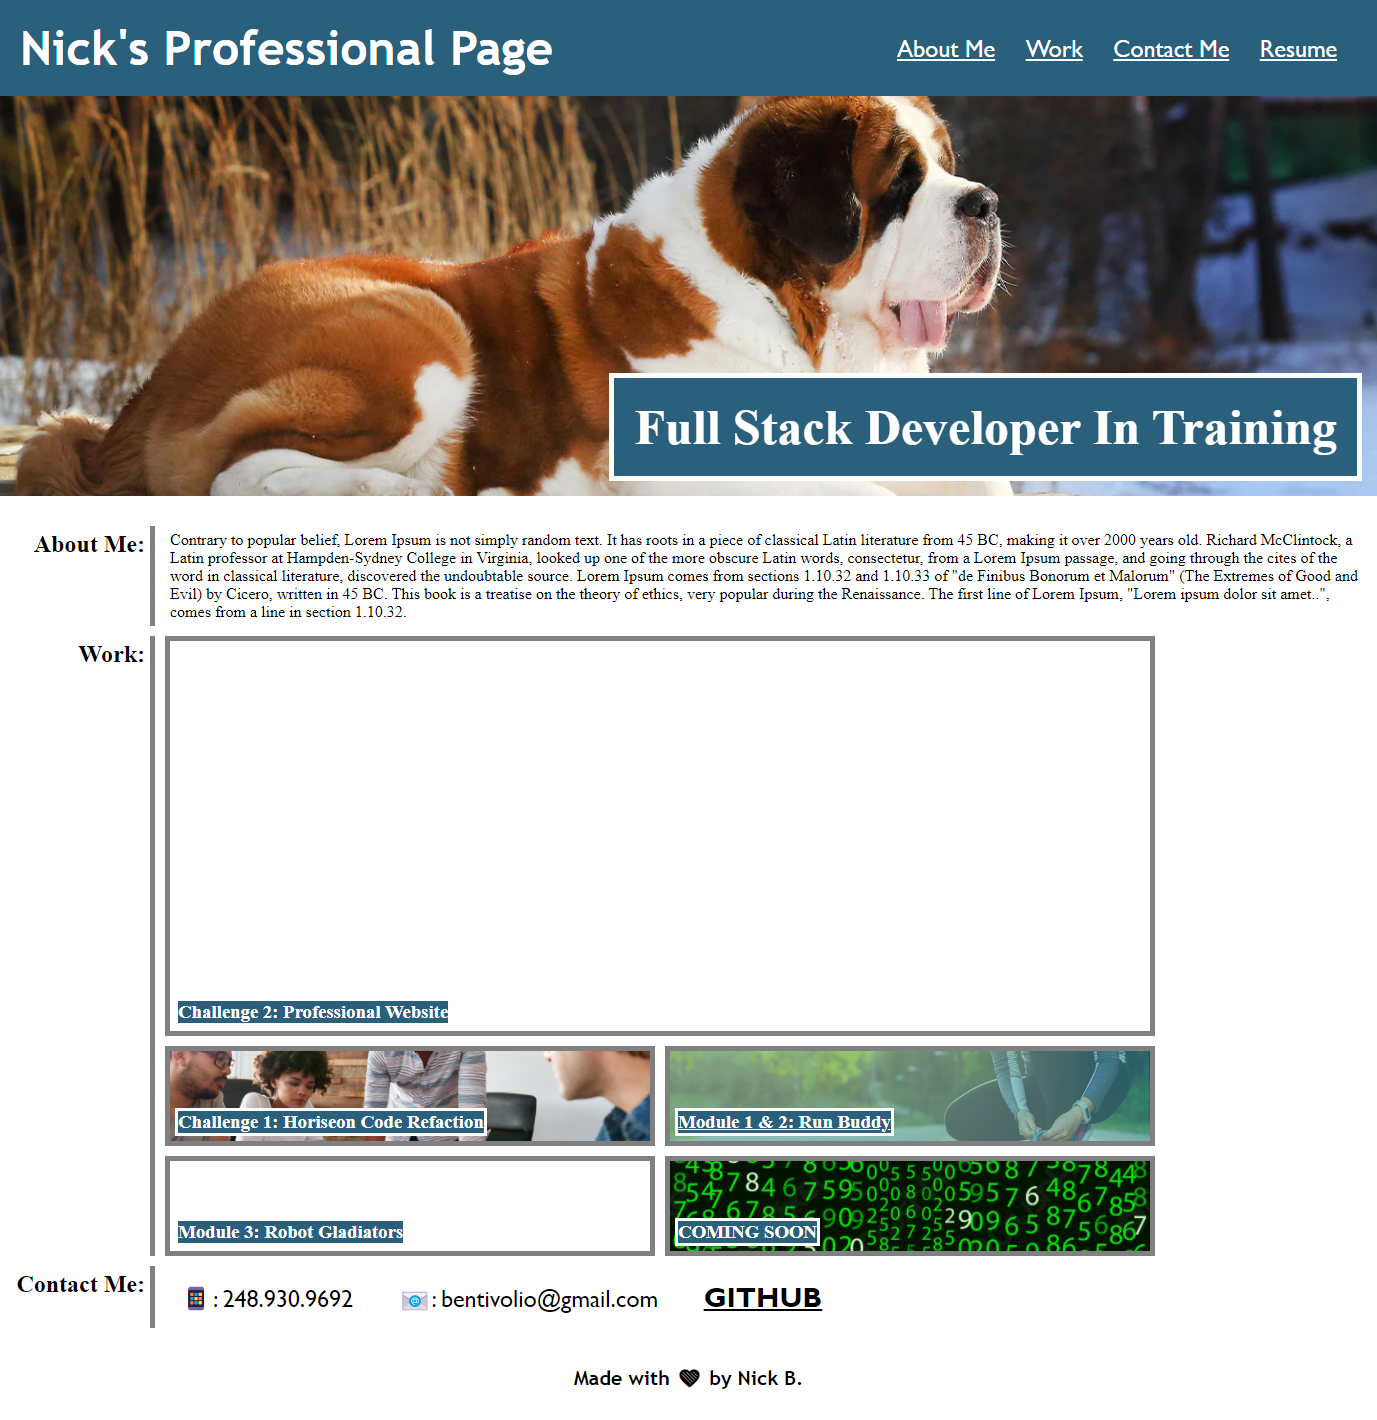 Nick's Professional Page
About Me Work Contact Me Resume
Full Stack Developer In Training
About Me:
Contrary to popular belief, Lorem Ipsum is not simply random text. It has roots in a piece of classical Latin literature from 45 BC, making it over 2000 years old. Richard McClintock, a
Latin professor at Hampden-Sydney College in Virginia, looked up one of the more obscure Latin words, consectetur, from a Lorem Ipsum passage, and going through the cites of the
word in classical literature, discovered the undoubtable source. Lorem Ipsum comes from sections 1.10.32 and 1.10.33 of "de Finibus Bonorum et Malorum" (The Extremes of Good and
Evil) by Cicero, written in 45 BC. This book is a treatise on the theory of ethics, very popular during the Renaissance. The first line of Lorem Ipsum, "Lorem ipsum dolor sit amet..",
comes from a line in section 1.10.32.
Work:
Challenge 2: Professional Website
Challenge 1: Horiseon Code Refaction
Module 1 & 2: Run Buddy
Module 3: Robot Gladiators
COMING SOON
Contact Me:
: 248.930.9692
: bentivolio@gmail.com
GITHUB
Made with 🖤 by Nick B.